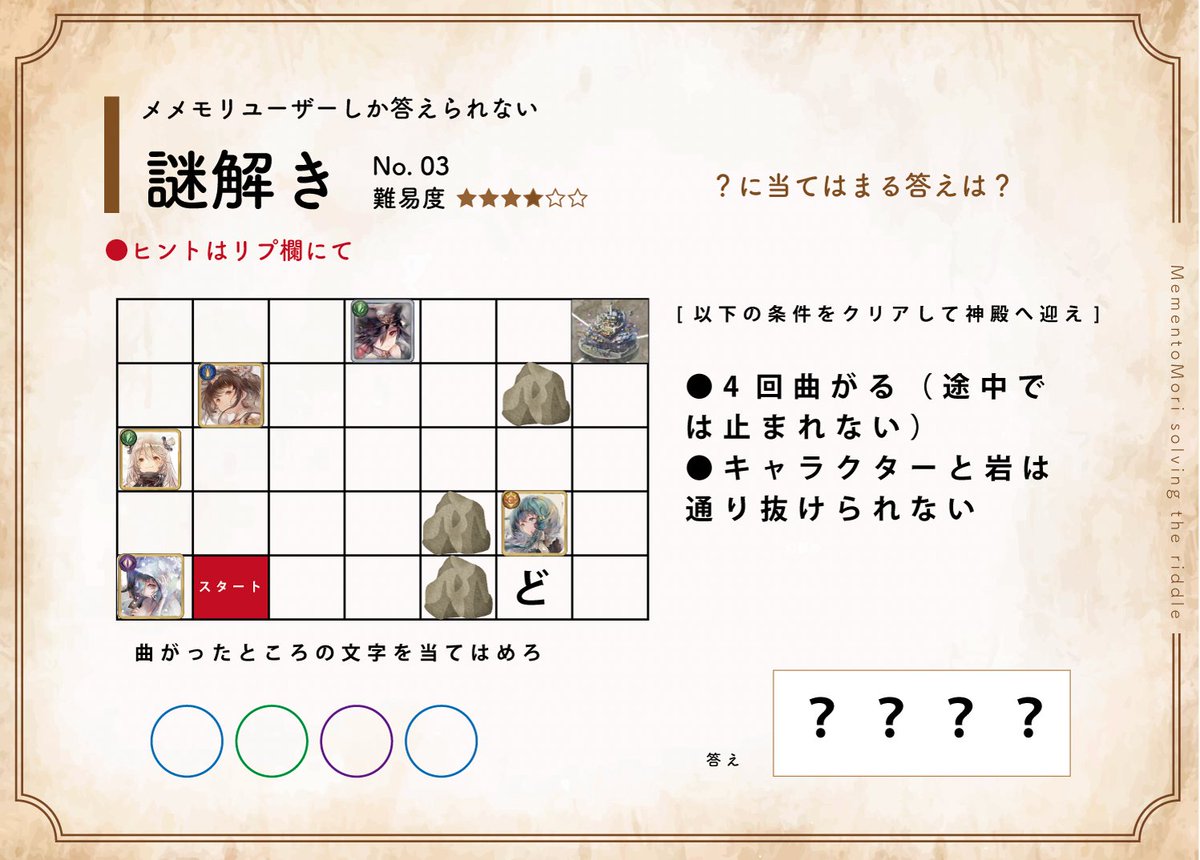 メメモリユーザーしか答えられない
謎解き
No. 03
難易度 ★★★★☆☆
?に当てはまる答えは?
●ヒントはリプ欄にて
[以下の条件をクリアして神殿へ迎え]
●4回曲がる(途中で
は止まれない)
●キャラクターと岩は
通り抜けられない
スタート
ど
曲がったところの文字を当てはめろ
答え
????
MementoMori solving the riddle